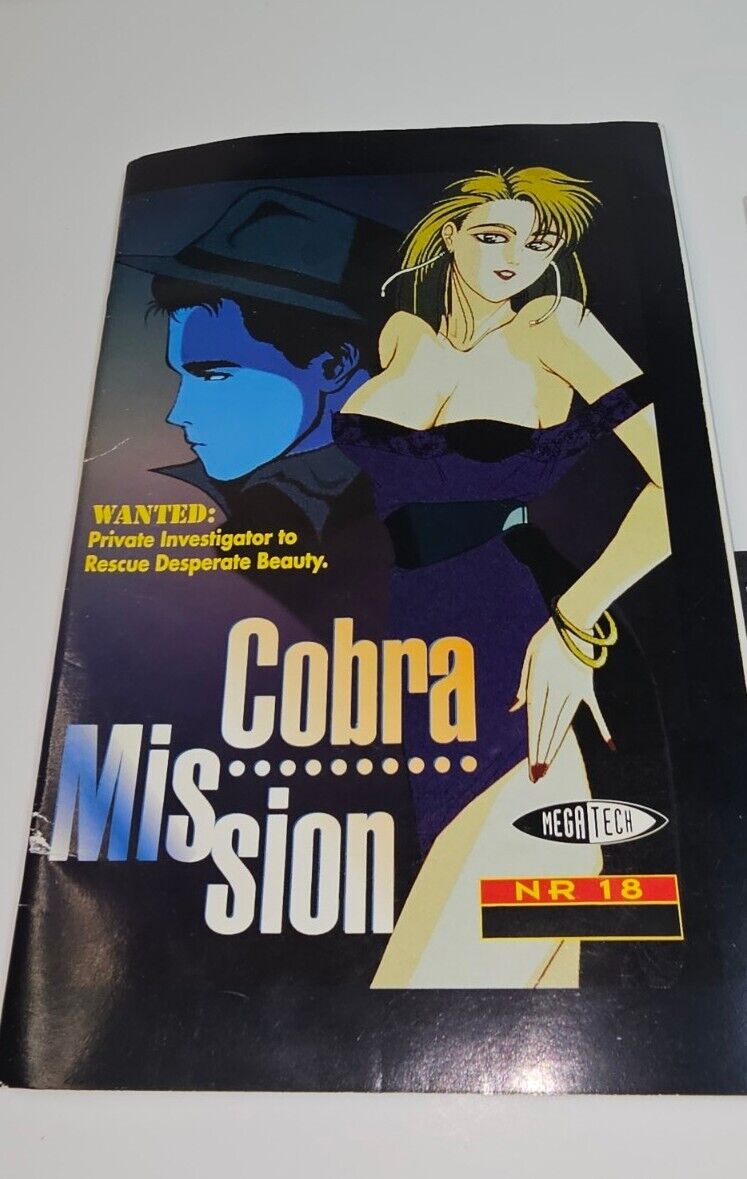 WANTED:
Private Investigator to
Rescue Desperate Beauty.
Cobra
Mission
MEGATECH
NR 18